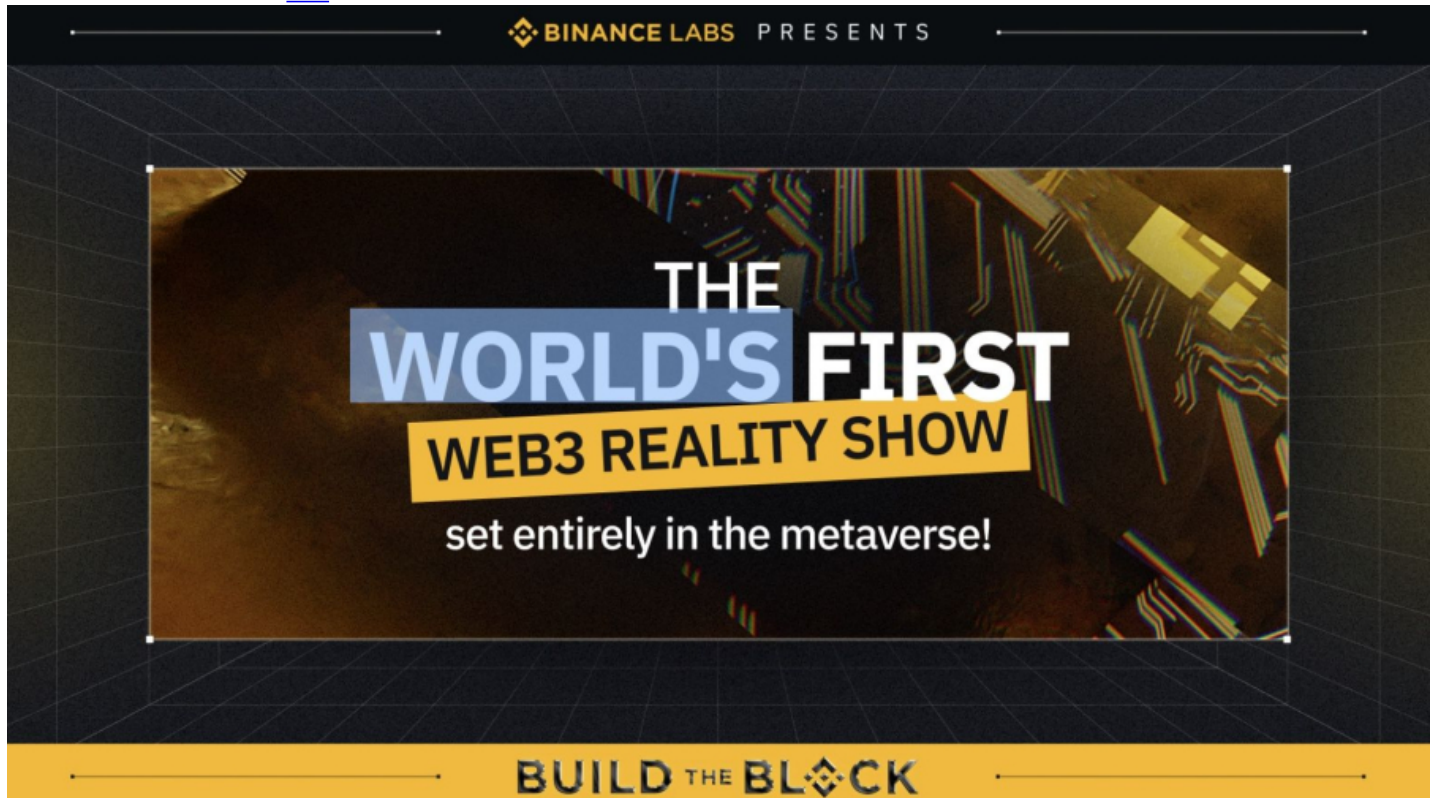 BINANCE LABS PRESENTS
THE
WORLD'S FIRST
WEB3 REALITY SHOW
set entirely in the metaverse!
BUILD THE BLOCK